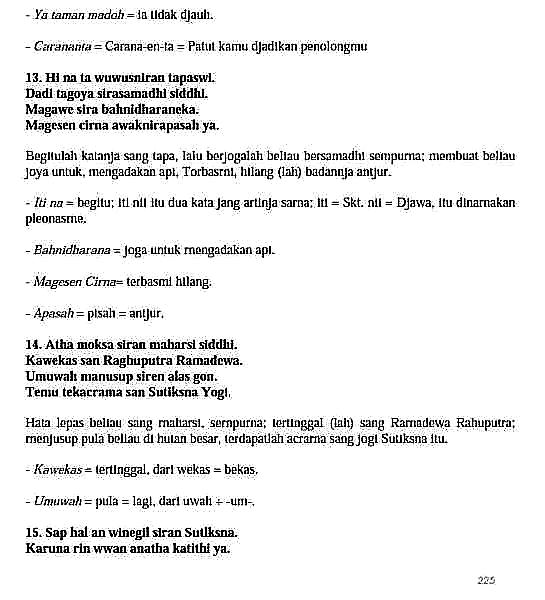 - Ya taman madoh = ia tidak djauh.
- Carananta = Carana-en-ta = Patut kamu djadikan penolongmu
13. Hi na ta wuwusniran tapaswi.
Dadi tagoya sirasamadhi siddhi.
Magawe sira bahnidharaneka.
Magesen cirna awaknirapasah ya.
Begitulah katanja sang tapa, lalu berjogalah beliau bersamadhi sempurna; membuat beliau
joya untuk, mengadakan api, Torbasmi, hilang (lah) badannja antjur.
- Iti na = begitu; iti nii itu dua kata jang artinja sama; iti = Skt. nii = Djawa, itu dinamakan
pleonasme.
- Bahnidharana = joga untuk mengadakan api.
- Magesen Cirna= terbasmi hilang.
- Apasah = pisah = antjur.
14. Atha moksa siran maharsi siddhi.
Kawekas san Raghuputra Ramadewa.
Umuwah manusup siren alas gon.
Temu tekacrama san Sutiksna Yogi.
Hata lepas beliau sang maharsi, sempurna; tertinggal (lah) sang Ramadewa Rahuputra;
menjusup pula beliau di hutan besar, terdapatlah acrama sang jogi Sutiksna itu.
- Kawekas = tertinggal, dari wekas = bekas.
- Umuwah = pula = lagi, dari uwah + -um-.
15. Sap hai an winegil siran Sutiksna.
Karuna rin wwan anatha katithi ya.
225